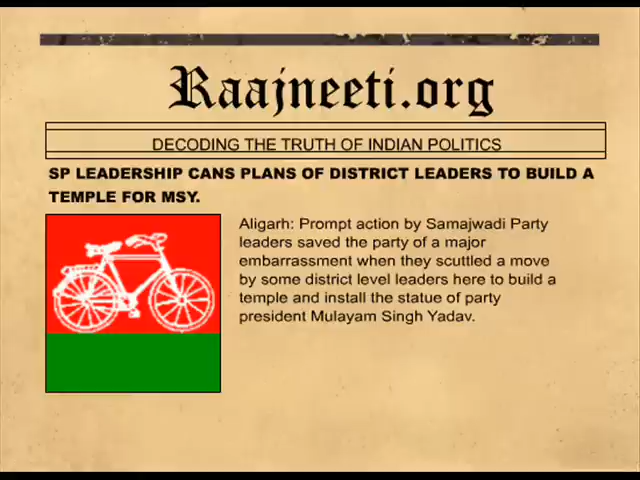 Raajneeti.org
DECODING THE TRUTH OF INDIAN POLITICS
SP LEADERSHIP CANS PLANS OF DISTRICT LEADERS TO BUILD A
TEMPLE FOR MSY.
Aligarh: Prompt action by Samajwadi Party
leaders saved the party of a major
embarrassment when they scuttled a move
by some district level leaders here to build a
temple and install the statue of party
president Mulayam Singh Yadav.